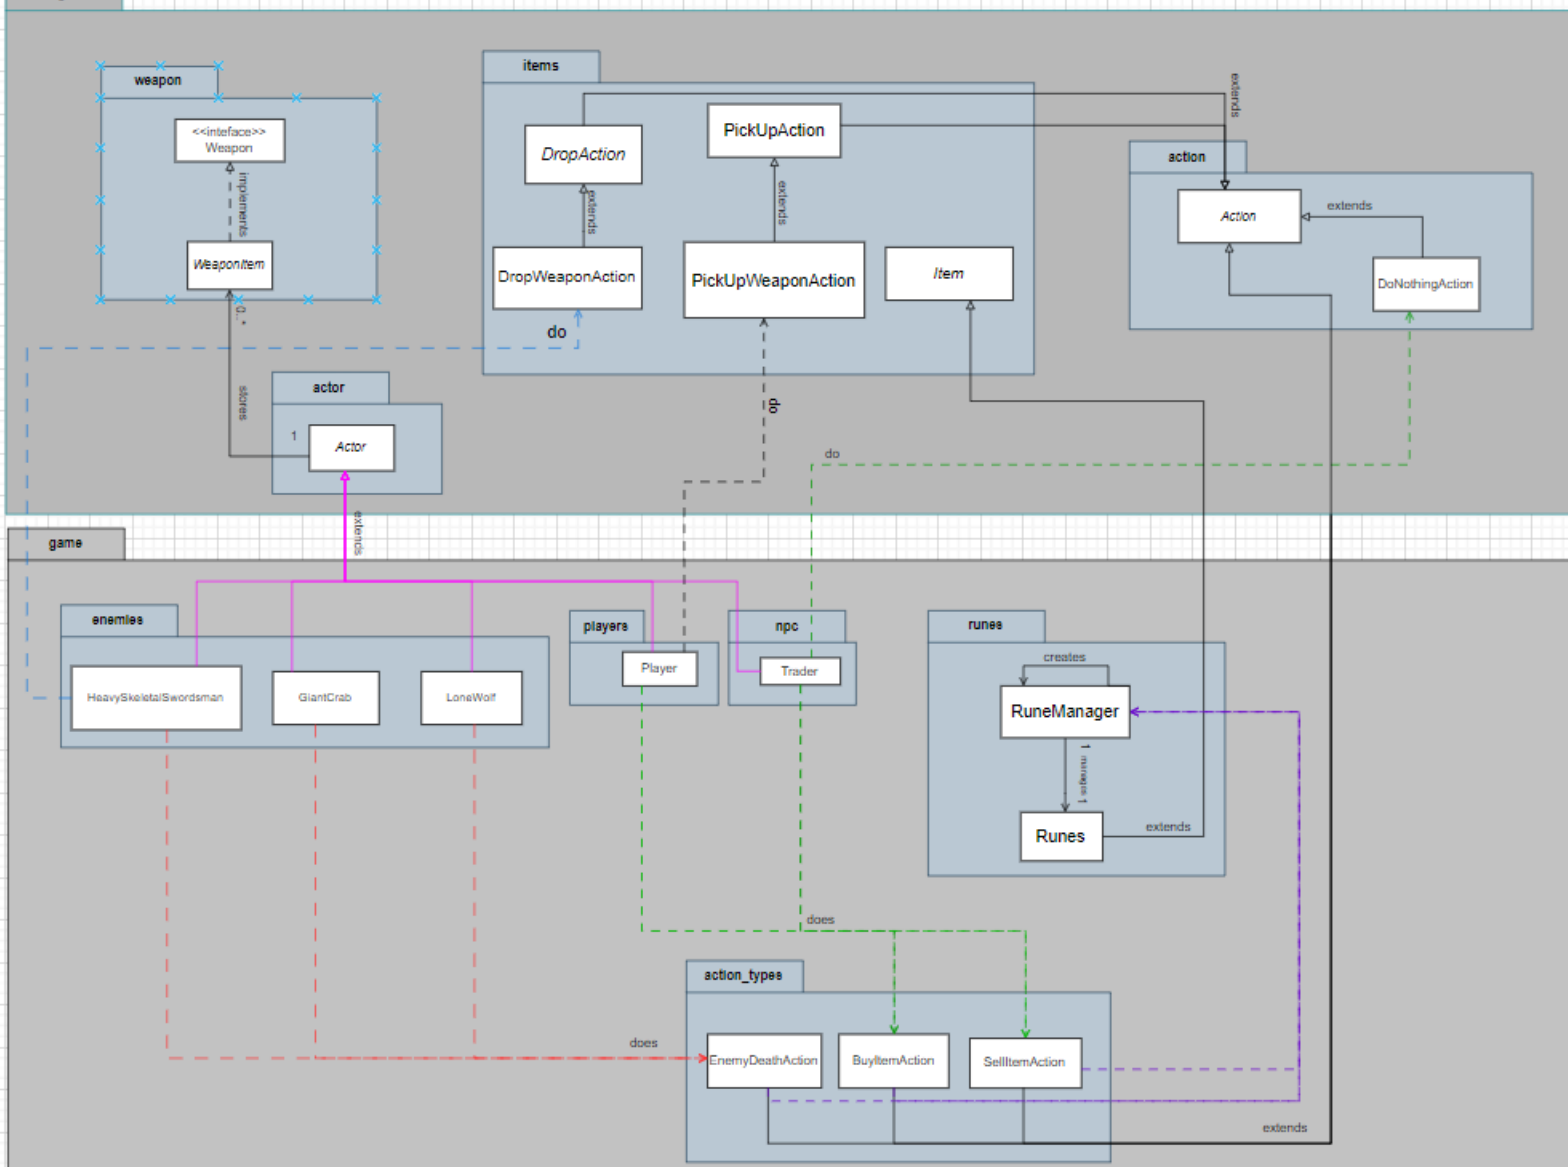 weapon
<<inteface>>
Weapon
implements
WeaponItem
0..*
stores
items
DropAction
PickUpAction
extends
extends
DropWeaponAction
PickUpWeaponAction
Item
do
do
extends
action
Action
extends
DoNothingAction
actor
1
Actor
extends
do
game
enemies
HeavySkeletalSwordsman
GiantCrab
LoneWolf
players
Player
npc
Trader
runes
creates
RuneManager
1 manages 1
Runes
extends
does
action_types
does
EnemyDeathAction
BuyItemAction
SellItemAction
extends